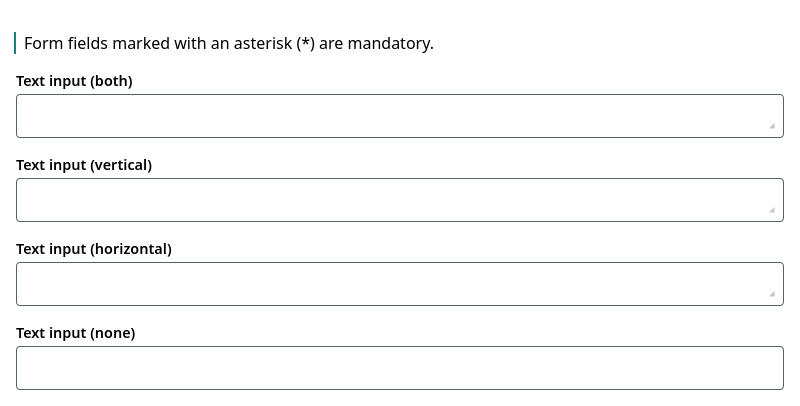 Form fields marked with an asterisk (*) are mandatory.
Text input (both)
Text input (vertical)
Text input (horizontal)
Text input (none)